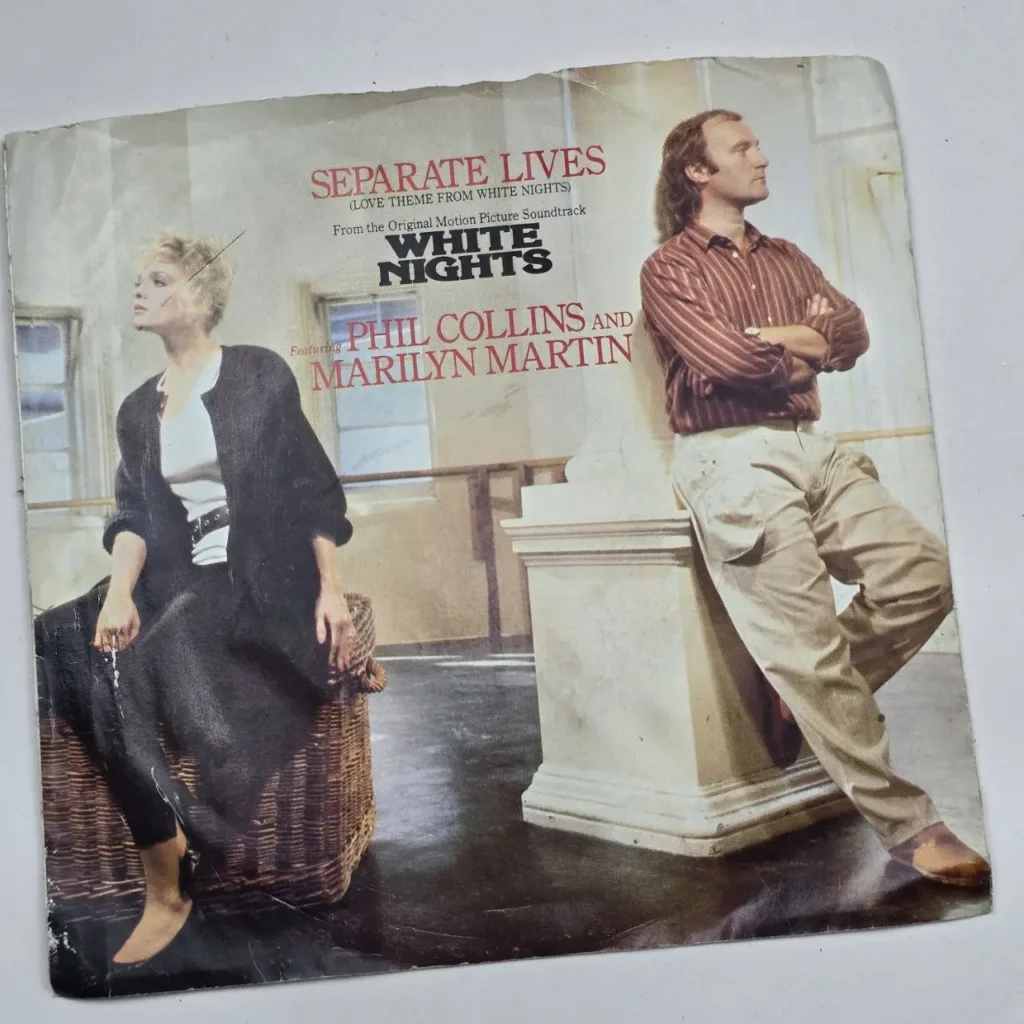 SEPARATE LIVES
(LOVE THEME FROM WHITE NIGHTS)
From the Original Motion Picture Soundtrack
WHITE
NIGHTS
Featuring PHIL COLLINS AND
MARILYN MARTIN